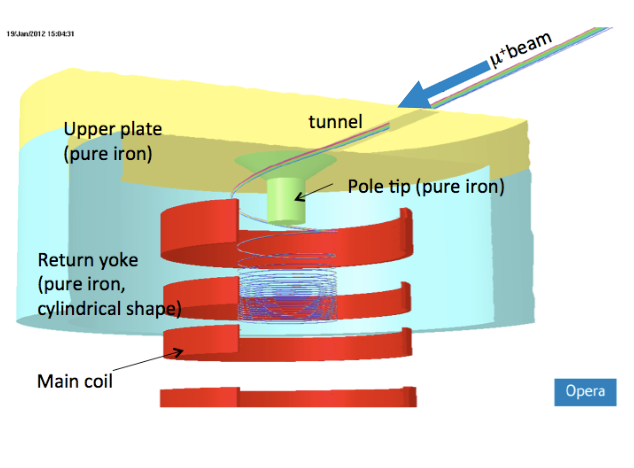 19/Jan/2012 15:04:31
μ⁺beam
tunnel
Upper plate
(pure iron)
Pole tip (pure iron)
Return yoke
(pure iron,
cylindrical shape)
Main coil
Opera